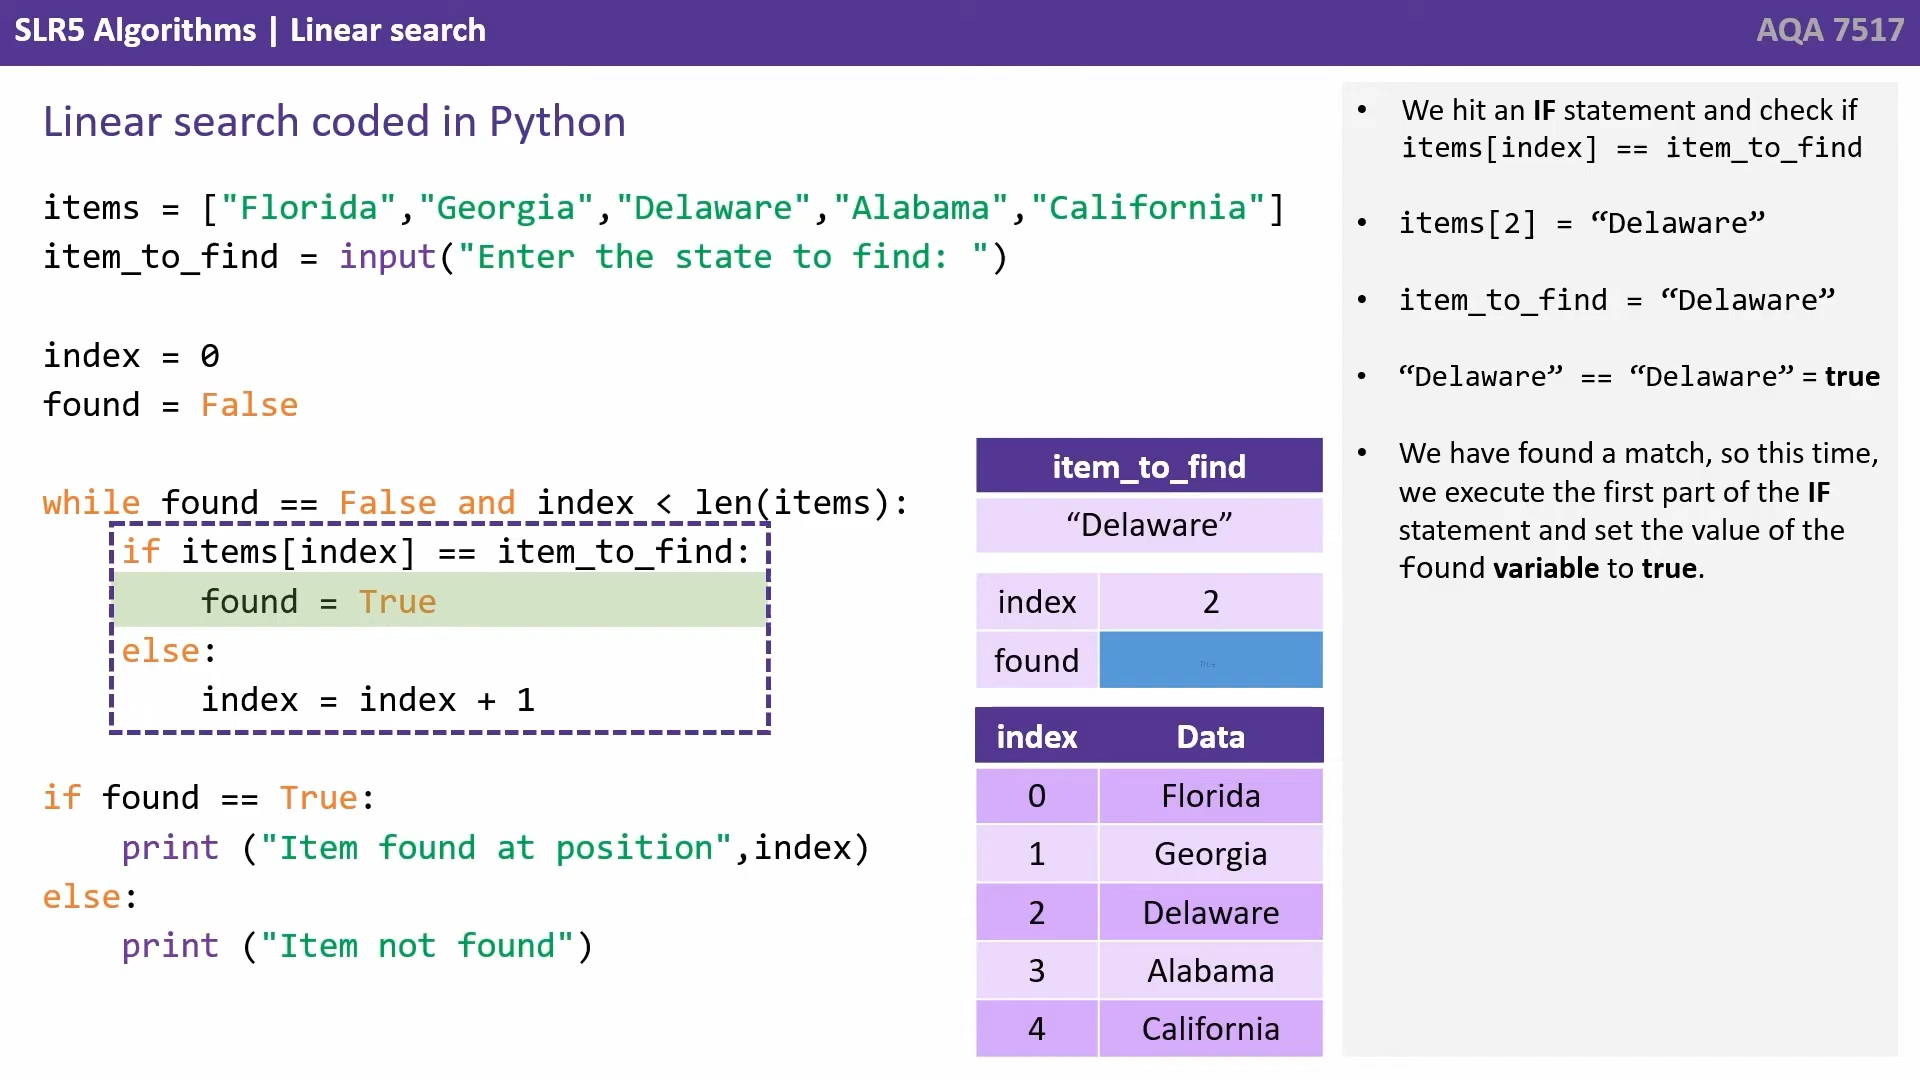 SLR5 Algorithms | Linear search
AQA 7517
Linear search coded in Python
items = ["Florida","Georgia","Delaware","Alabama","California"]
item_to_find = input("Enter the state to find: ")
index = 0
found = False
while found == False and index < len(items):
if items[index] == item_to_find:
found = True
else:
index = index + 1
if found == True:
print ("Item found at position",index)
else:
print ("Item not found")
item_to_find
“Delaware”
index 2
found True
index Data
0 Florida
1 Georgia
2 Delaware
3 Alabama
4 California
• We hit an IF statement and check if
items[index] == item_to_find
• items[2] = “Delaware”
• item_to_find = “Delaware”
• “Delaware” == “Delaware” = true
• We have found a match, so this time,
we execute the first part of the IF
statement and set the value of the
found variable to true.